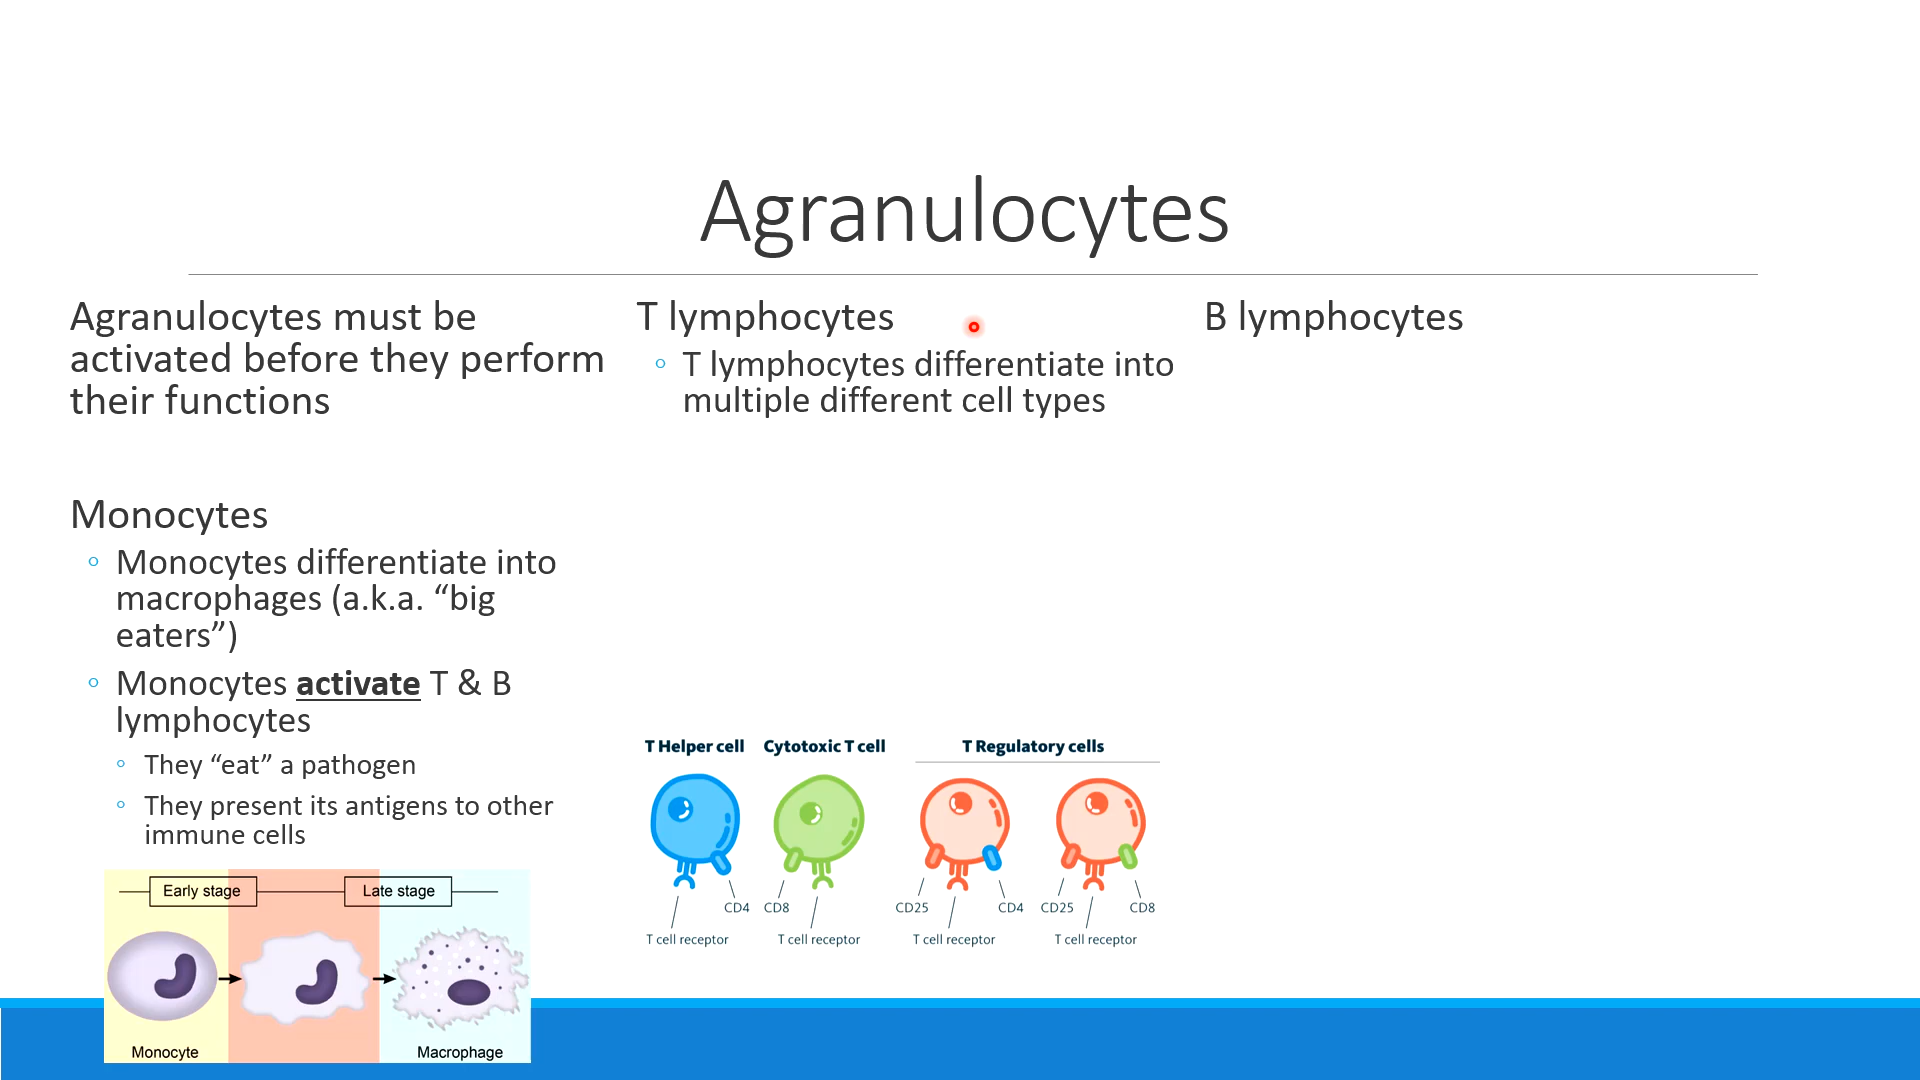 Agranulocytes
Agranulocytes must be
activated before they perform
their functions
Monocytes
◦ Monocytes differentiate into
macrophages (a.k.a. “big
eaters”)
◦ Monocytes activate T & B
lymphocytes
◦ They “eat” a pathogen
◦ They present its antigens to other
immune cells
Early stage Late stage
Monocyte Macrophage
T lymphocytes
◦ T lymphocytes differentiate into
multiple different cell types
T Helper cell Cytotoxic T cell T Regulatory cells
CD4 CD8 CD25 CD4 CD25 CD8
T cell receptor T cell receptor T cell receptor T cell receptor
B lymphocytes